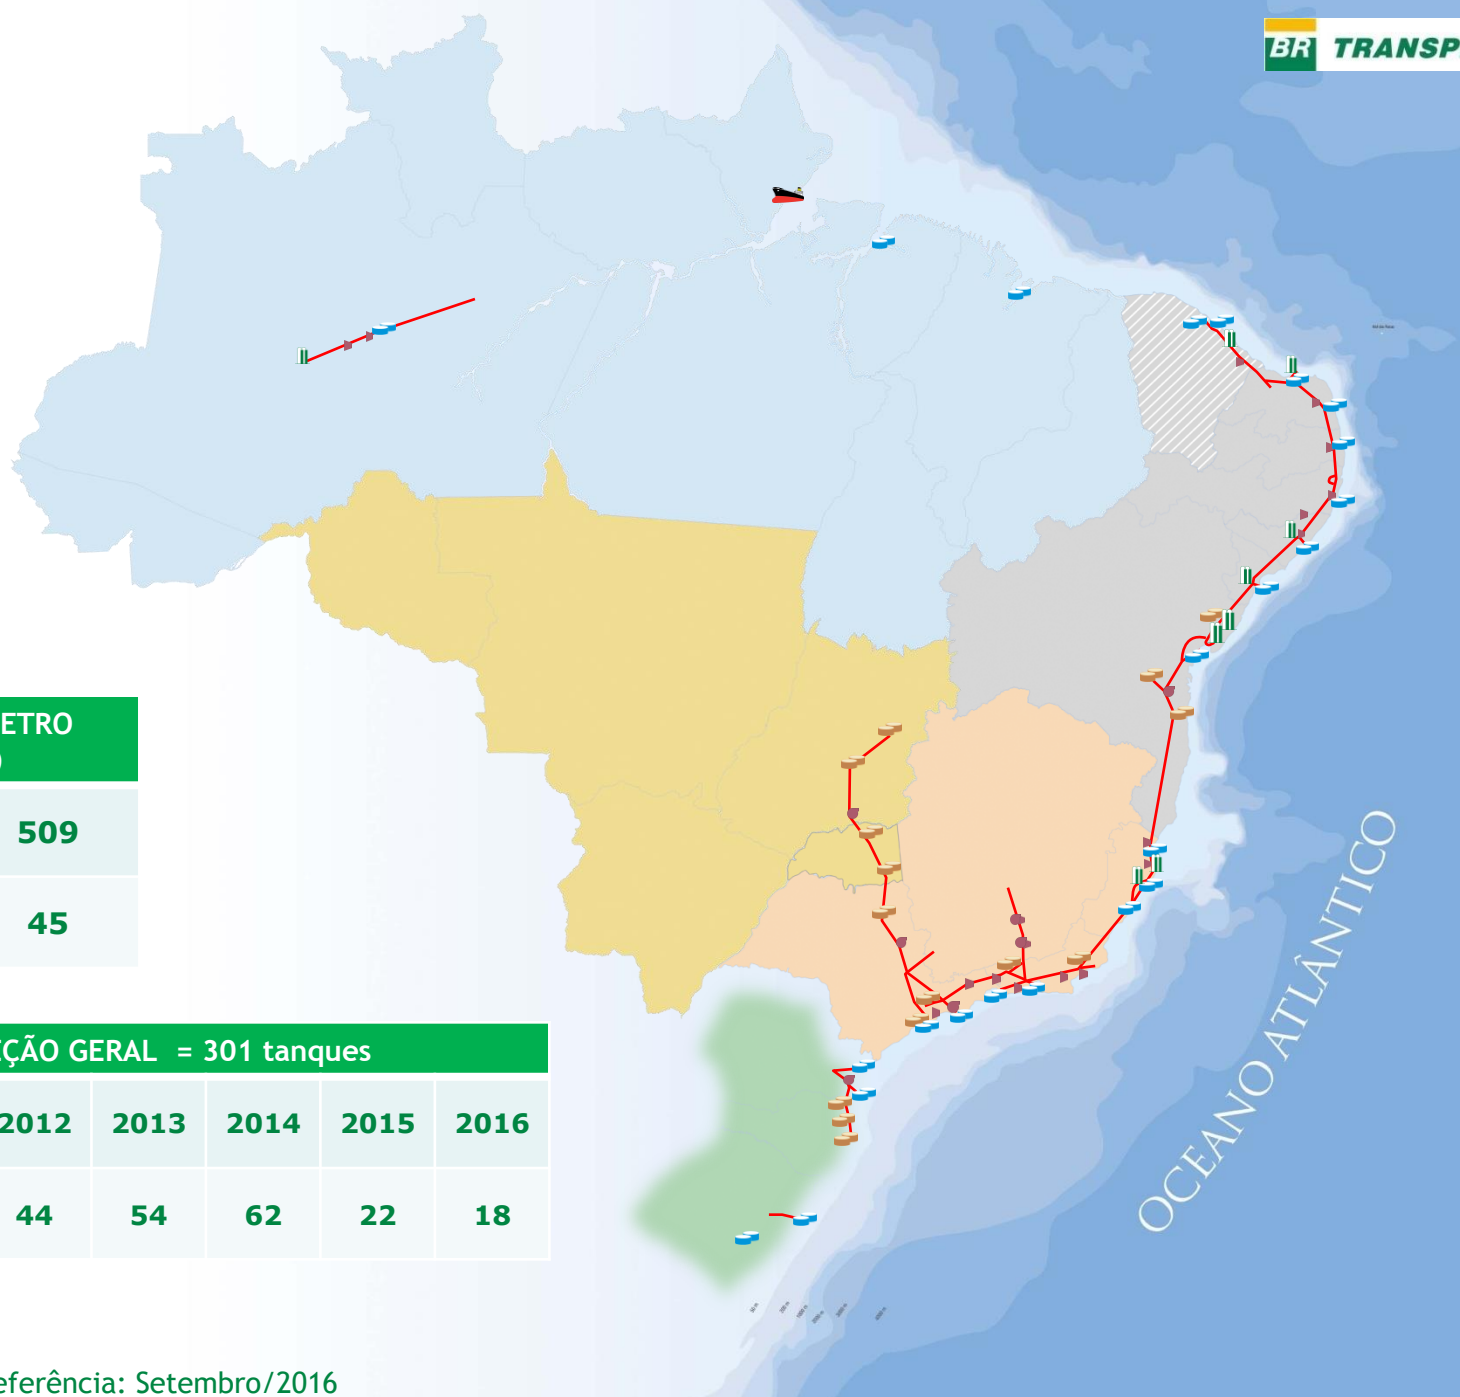 BR TRANSP
ETRO
)
509
45
EÇÃO GERAL = 301 tanques
2012 2013 2014 2015 2016
44 54 62 22 18
OCEANO ATLÂNTICO
eferência: Setembro/2016